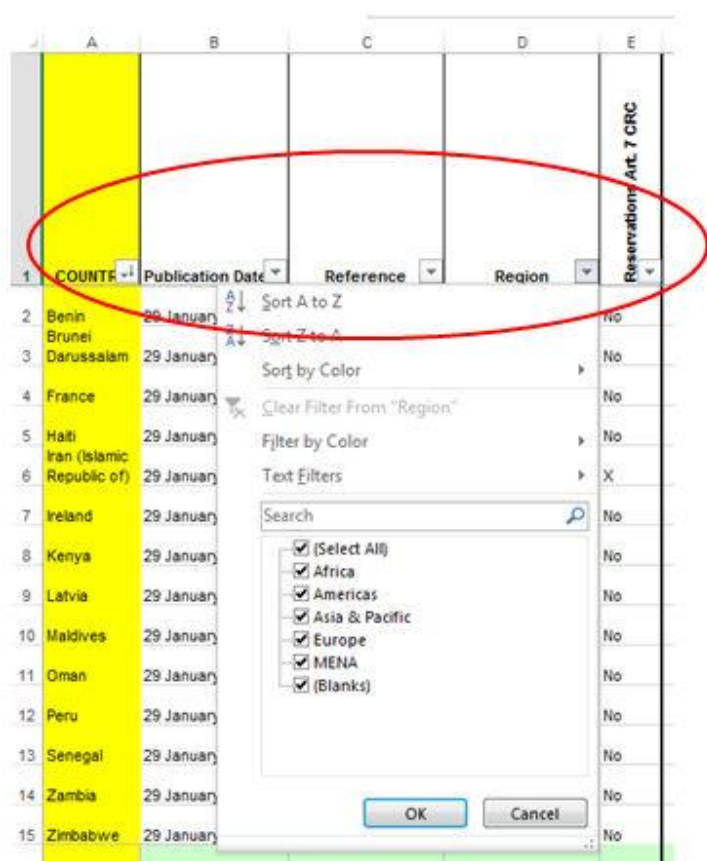 A B C D E
Reservations Art. 7 CRC
1 COUNTR Publication Date Reference Region
Sort A to Z
2 Benin 29 January No
Sort Z to A
Brunei
3 Darussalam 29 January No
Sort by Color
4 France 29 January No
Clear Filter From "Region"
5 Haiti 29 January No
Filter by Color
Iran (Islamic
6 Republic of) 29 January X
Text Filters
7 Ireland 29 January No
Search
(Select All)
8 Kenya 29 January No
Africa
Americas
9 Latvia 29 January No
Asia & Pacific
10 Maldives 29 January No
Europe
MENA
11 Oman 29 January No
(Blanks)
12 Peru 29 January No
13 Senegal 29 January No
14 Zambia 29 January No
OK Cancel
15 Zimbabwe 29 January No